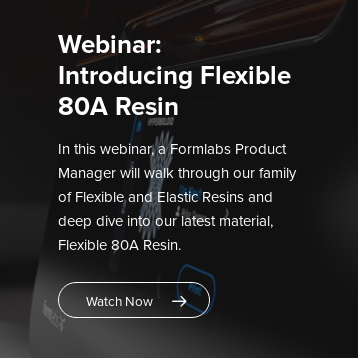 Webinar:
Introducing Flexible
80A Resin
In this webinar, a Formlabs Product
Manager will walk through our family
of Flexible and Elastic Resins and
deep dive into our latest material,
Flexible 80A Resin.
Watch Now